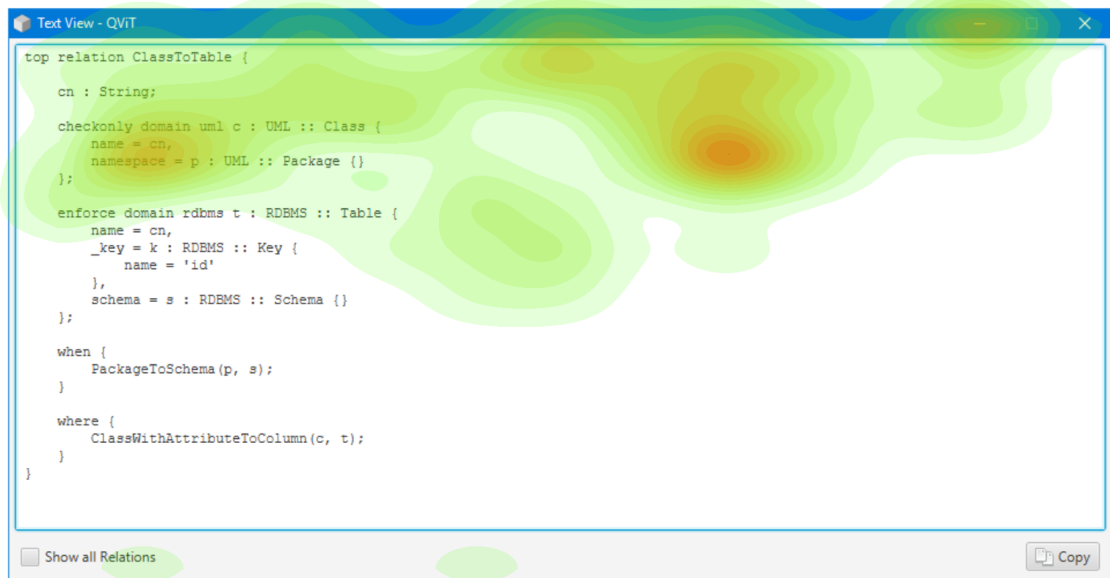 Text View - QViT
top relation ClassToTable {
cn : String;
checkonly domain uml c : UML :: Class {
name = cn,
namespace = p : UML :: Package {}
};
enforce domain rdbms t : RDBMS :: Table {
name = cn,
_key = k : RDBMS :: Key {
name = 'id'
},
schema = s : RDBMS :: Schema {}
};
when {
PackageToSchema(p, s);
}
where {
ClassWithAttributeToColumn(c, t);
}
}
Show all Relations
Copy